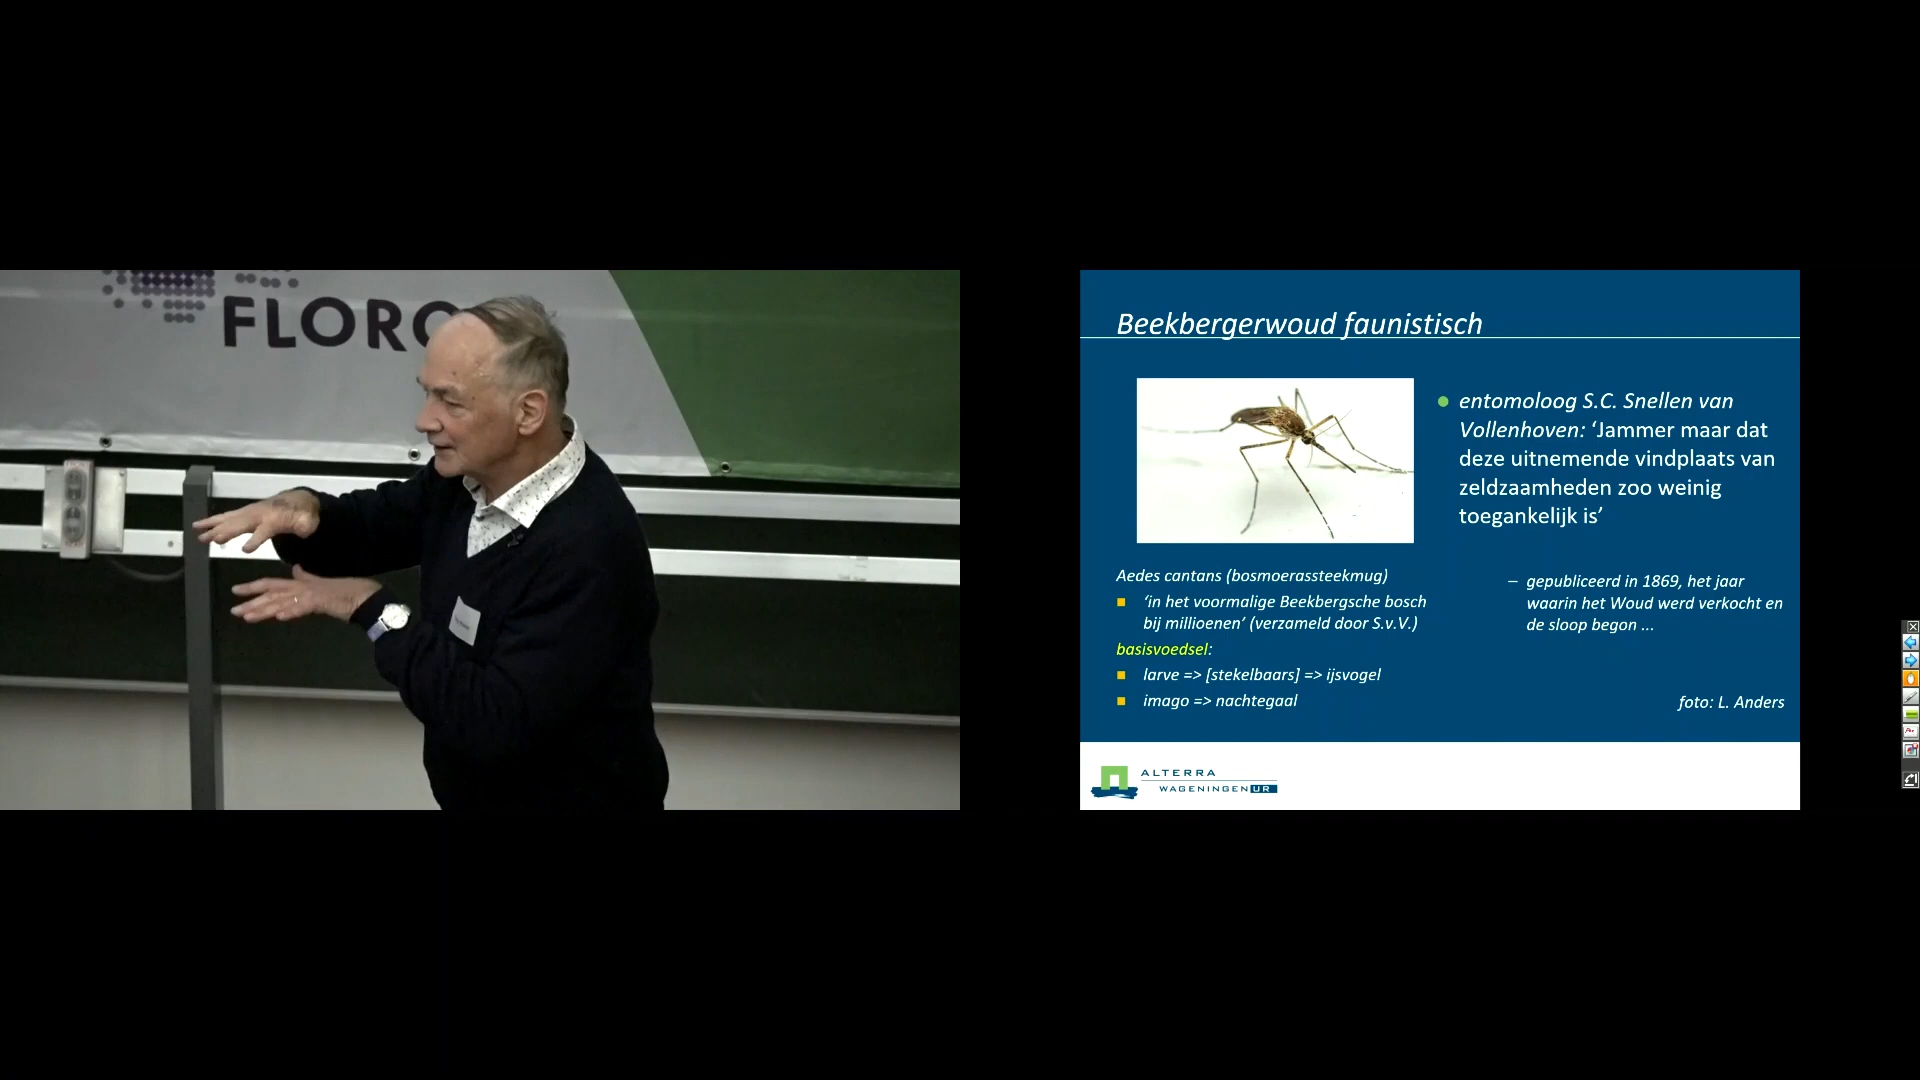 FLORO
Beekbergerwoud faunistisch
entomoloog S.C. Snellen van
Vollenhoven: ‘Jammer maar dat
deze uitnemende vindplaats van
zeldzaamheden zoo weinig
toegankelijk is’
Aedes cantans (bosmoerassteekmug)
‘in het voormalige Beekbergsche bosch
bij millioenen’ (verzameld door S.v.V.)
basisvoedsel:
larve => [stekelbaars] => ijsvogel
imago => nachtegaal
– gepubliceerd in 1869, het jaar
waarin het Woud werd verkocht en
de sloop begon ...
foto: L. Anders
ALTERRA
WAGENINGEN UR